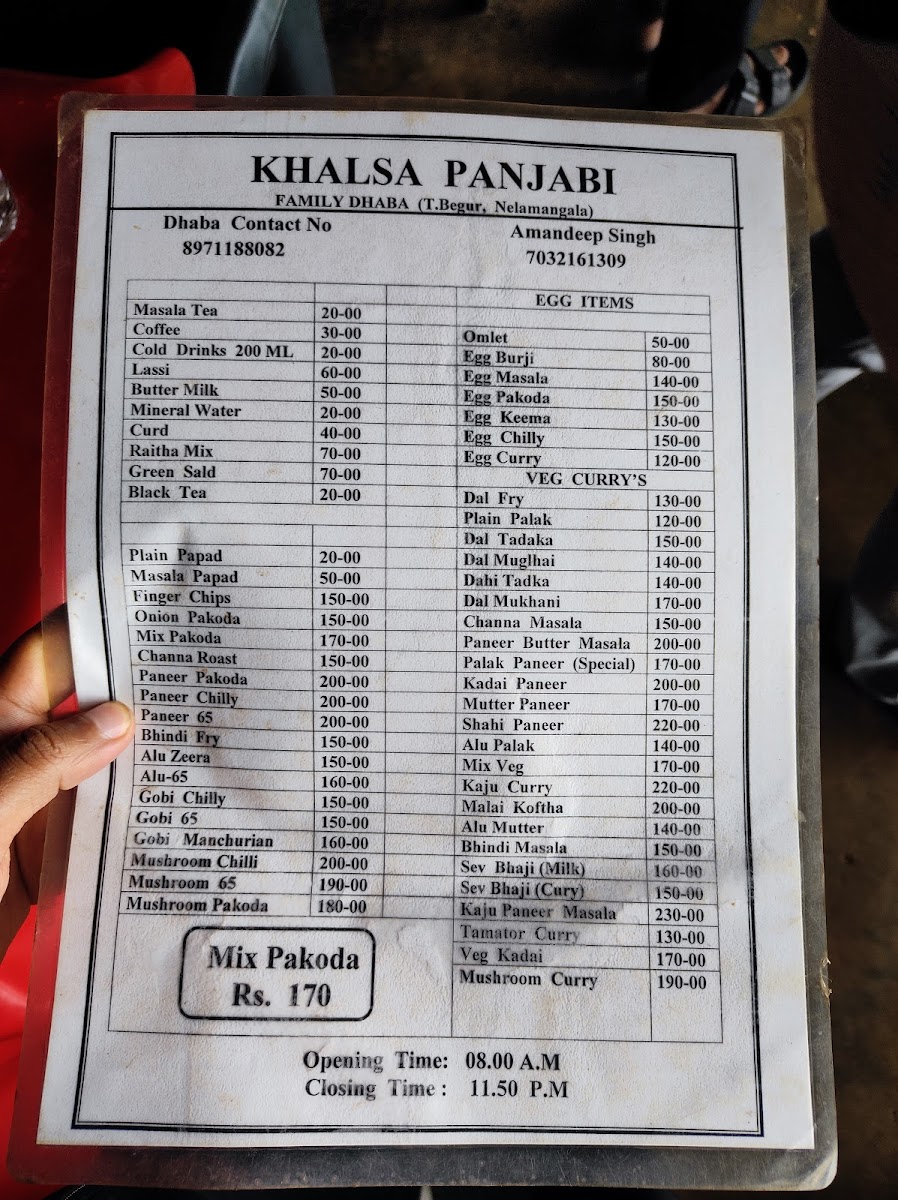 KHALSA PANJABI
FAMILY DHABA (T.Begur, Nelamangala)
Dhaba Contact No
8971188082
Amandeep Singh
7032161309
Masala Tea 20-00
Coffee 30-00
Cold Drinks 200 ML 20-00
Lassi 60-00
Butter Milk 50-00
Mineral Water 20-00
Curd 40-00
Raitha Mix 70-00
Green Sald 70-00
Black Tea 20-00
Plain Papad 20-00
Masala Papad 50-00
Finger Chips 150-00
Onion Pakoda 150-00
Mix Pakoda 170-00
Channa Roast 150-00
Paneer Pakoda 200-00
Paneer Chilly 200-00
Paneer 65 200-00
Bhindi Fry 150-00
Alu Zeera 150-00
Alu-65 160-00
Gobi Chilly 150-00
Gobi 65 150-00
Gobi Manchurian 160-00
Mushroom Chilli 200-00
Mushroom 65 190-00
Mushroom Pakoda 180-00
Mix Pakoda
Rs. 170
EGG ITEMS
Omlet 50-00
Egg Burji 80-00
Egg Masala 140-00
Egg Pakoda 150-00
Egg Keema 130-00
Egg Chilly 150-00
Egg Curry 120-00
VEG CURRY'S
Dal Fry 130-00
Plain Palak 120-00
Dal Tadaka 150-00
Dal Muglhai 140-00
Dahi Tadka 140-00
Dal Mukhani 170-00
Channa Masala 150-00
Paneer Butter Masala 200-00
Palak Paneer (Special) 170-00
Kadai Paneer 200-00
Mutter Paneer 170-00
Shahi Paneer 220-00
Alu Palak 140-00
Mix Veg 170-00
Kaju Curry 220-00
Malai Koftha 200-00
Alu Mutter 140-00
Bhindi Masala 150-00
Sev Bhaji (Milk) 160-00
Sev Bhaji (Cury) 150-00
Kaju Paneer Masala 230-00
Tamator Curry 130-00
Veg Kadai 170-00
Mushroom Curry 190-00
Opening Time: 08.00 A.M
Closing Time : 11.50 P.M